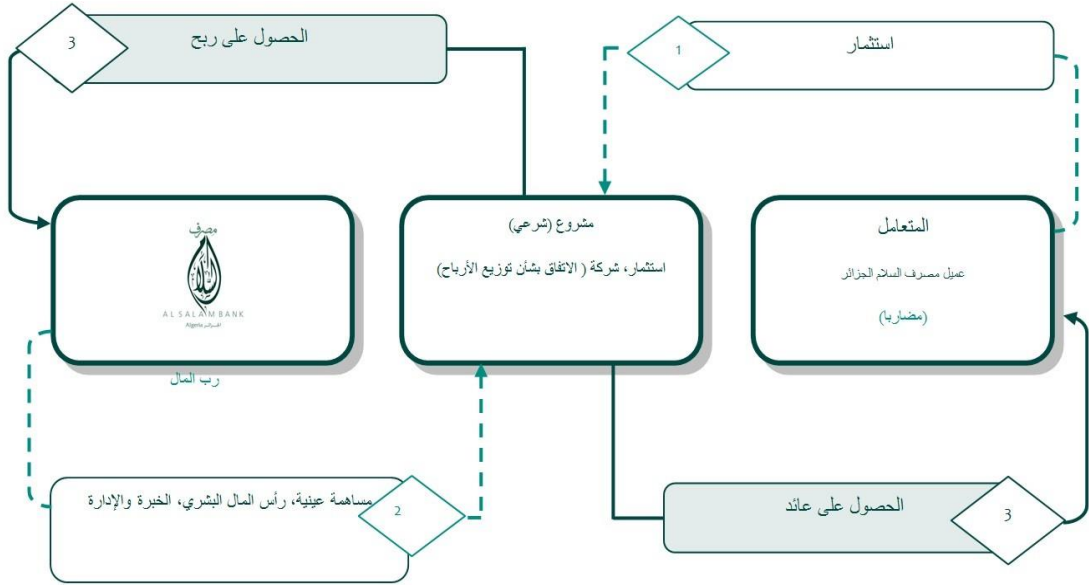 استثمار
1
الحصول على ربح
3
المتعامل
عميل مصرف السلام الجزائر
(مضاربا)
مشروع (شرعي)
استثمار، شركة ( الاتفاق بشأن توزيع الأرباح)
مصرف
السلام
AL SALAM BANK
Algeria الجزائر
رب المال
مساهمة عينية، رأس المال البشري، الخبرة والإدارة
2
الحصول على عائد
3